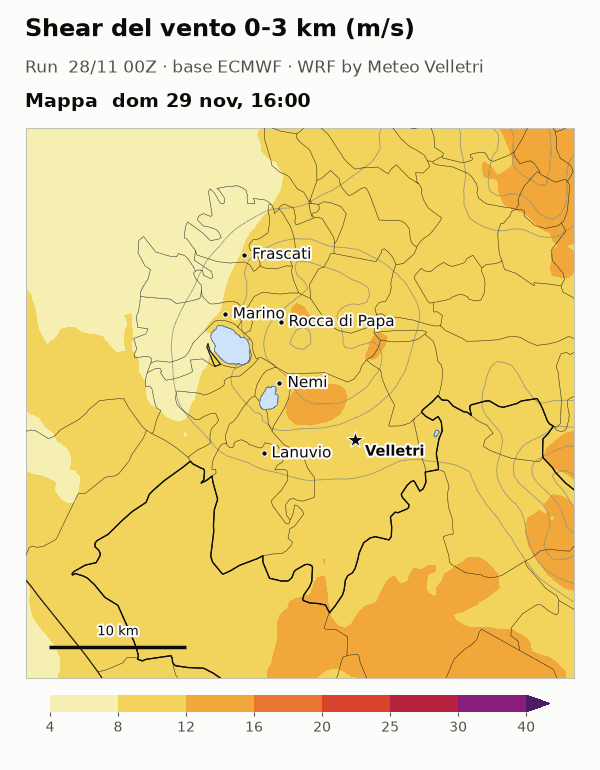 Shear del vento 0-3 km (m/s)
Run  28/11 00Z · base ECMWF · WRF by Meteo Velletri
Mappa  dom 29 nov, 16:00
Frascati
Marino
Rocca di Papa
Nemi
Velletri
Lanuvio
10 km
4 8 12 16 20 25 30 40